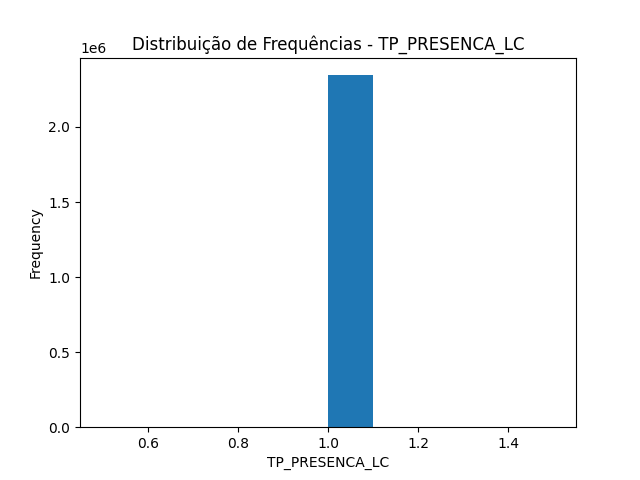 Distribuição de Frequências - TP_PRESENCA_LC
1e6
2.0
1.5
1.0
0.5
0.0
Frequency
0.6 0.8 1.0 1.2 1.4
TP_PRESENCA_LC